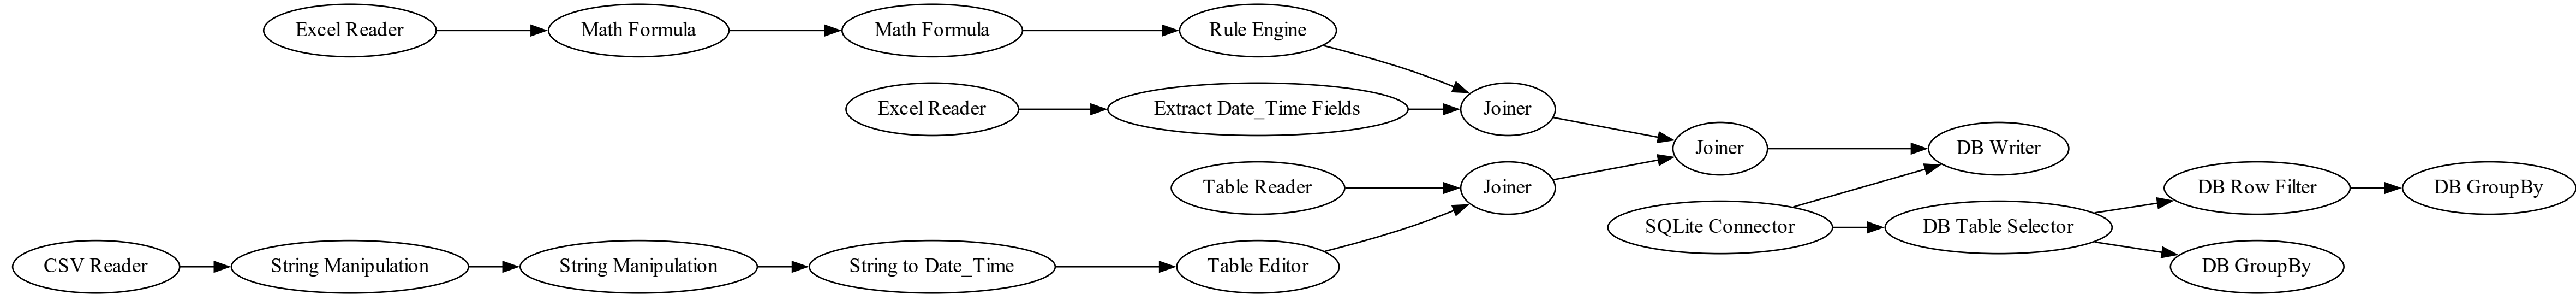 Excel Reader
Math Formula
Math Formula
Rule Engine
Excel Reader
Extract Date_Time Fields
Joiner
Joiner
DB Writer
Table Reader
Joiner
DB Row Filter
DB GroupBy
SQLite Connector
DB Table Selector
CSV Reader
String Manipulation
String Manipulation
String to Date_Time
Table Editor
DB GroupBy